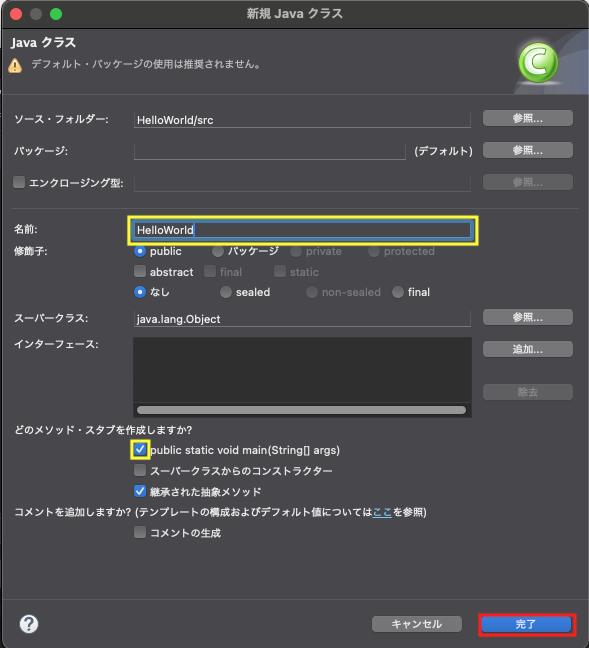 新規 Java クラス
Java クラス
デフォルト・パッケージの使用は推奨されません。
C
ソース・フォルダー: HelloWorld/src 参照...
パッケージ: (デフォルト) 参照...
エンクロージング型: 参照...
名前: HelloWorld
修飾子: public パッケージ private protected
abstract final static
なし sealed non-sealed final
スーパークラス: java.lang.Object 参照...
インターフェース: 追加...
除去
どのメソッド・スタブを作成しますか?
public static void main(String[] args)
スーパークラスからのコンストラクター
継承された抽象メソッド
コメントを追加しますか? (テンプレートの構成およびデフォルト値についてはここを参照)
コメントの生成
? キャンセル 完了